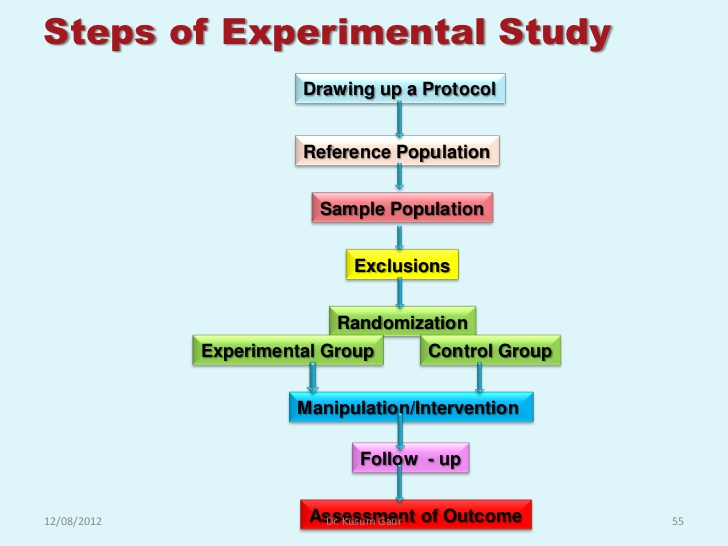 Steps of Experimental Study
Drawing up a Protocol
Reference Population
Sample Population
Exclusions
Randomization
Experimental Group
Control Group
Manipulation/Intervention
Follow - up
Assessment of Outcome
12/08/2012
Dr. Kusum Gaur
55